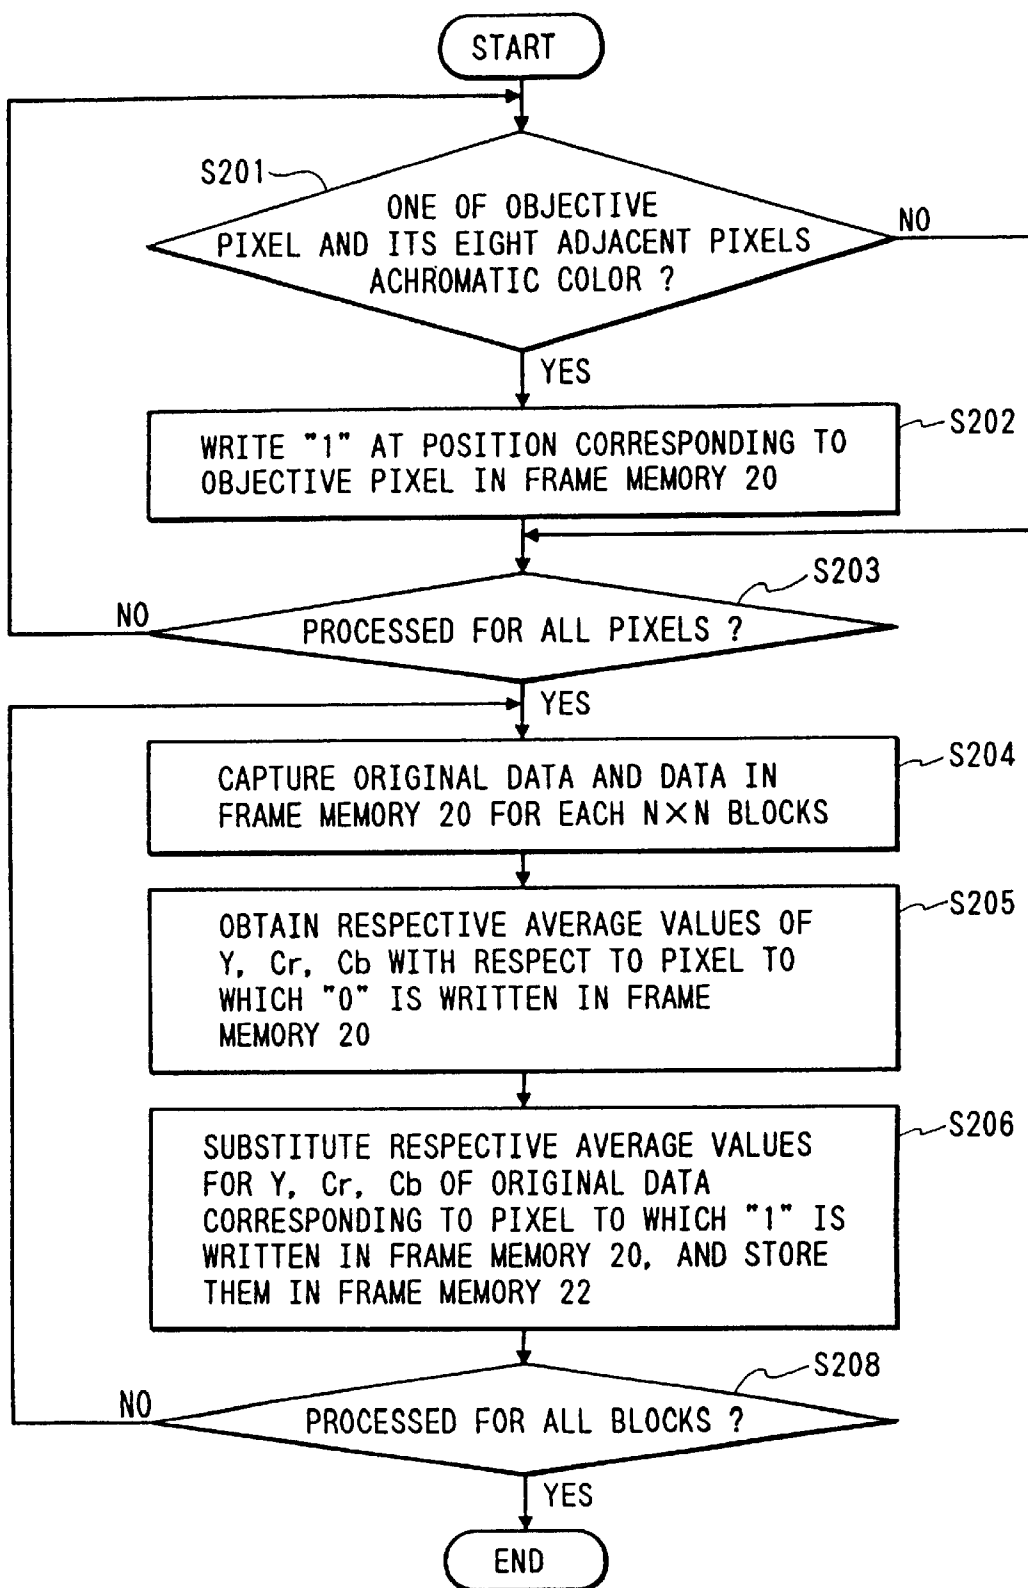 START
S201
ONE OF OBJECTIVE
PIXEL AND ITS EIGHT ADJACENT PIXELS
ACHROMATIC COLOR ?
NO
YES
S202
WRITE "1" AT POSITION CORRESPONDING TO
OBJECTIVE PIXEL IN FRAME MEMORY 20
S203
NO
PROCESSED FOR ALL PIXELS ?
YES
S204
CAPTURE ORIGINAL DATA AND DATA IN
FRAME MEMORY 20 FOR EACH N×N BLOCKS
S205
OBTAIN RESPECTIVE AVERAGE VALUES OF
Y, Cr, Cb WITH RESPECT TO PIXEL TO
WHICH "0" IS WRITTEN IN FRAME
MEMORY 20
S206
SUBSTITUTE RESPECTIVE AVERAGE VALUES
FOR Y, Cr, Cb OF ORIGINAL DATA
CORRESPONDING TO PIXEL TO WHICH "1" IS
WRITTEN IN FRAME MEMORY 20, AND STORE
THEM IN FRAME MEMORY 22
S208
NO
PROCESSED FOR ALL BLOCKS ?
YES
END